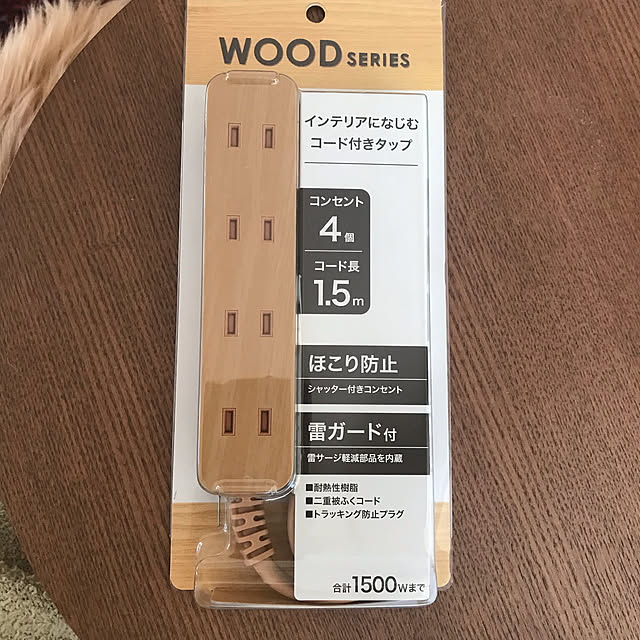 WOOD SERIES
インテリアになじむ
コード付きタップ
コンセント
4個
コード長
1.5m
ほこり防止
シャッター付きコンセント
雷ガード付
雷サージ軽減部品を内蔵
■耐熱性樹脂
■二重被ふくコード
■トラッキング防止プラグ
合計1500Wまで